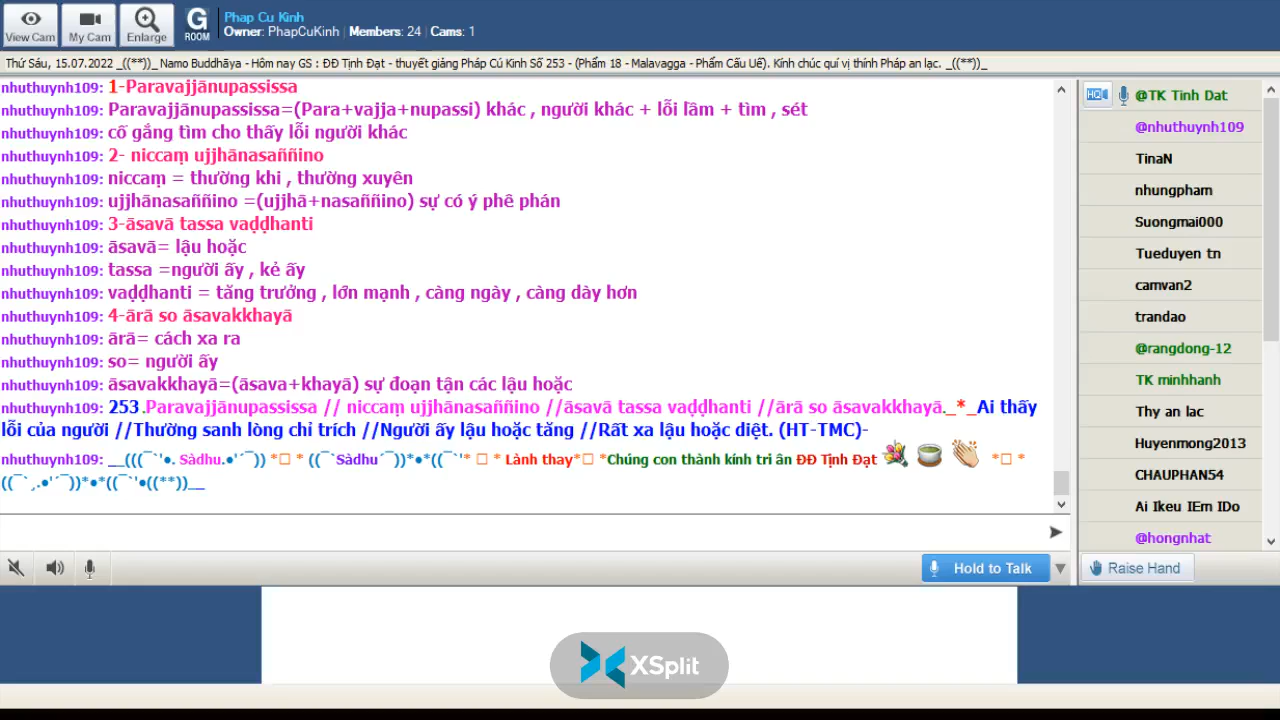 Phap Cu Kinh
Owner: PhapCuKinh | Members: 24 | Cams: 1
View Cam
My Cam
Enlarge
G ROOM
Thứ Sáu, 15.07.2022 _((**))_ Namo Buddhāya - Hôm nay GS : ĐĐ Tịnh Đạt - thuyết giảng Pháp Cú Kinh Số 253 - (Phẩm 18 - Malavagga - Phẩm Cấu Uế). Kính chúc quí vị thính Pháp an lạc. _((**))_
nhuthuynh109: 1-Paravajjānupassissa
nhuthuynh109: Paravajjānupassissa=(Para+vajja+nupassi) khác , người khác + lỗi lầm + tìm , sét
nhuthuynh109: cố gắng tìm cho thấy lỗi người khác
nhuthuynh109: 2- niccaṃ ujjhānasaññino
nhuthuynh109: niccaṃ = thường khi , thường xuyên
nhuthuynh109: ujjhānasaññino =(ujjhā+nasaññino) sự có ý phê phán
nhuthuynh109: 3-āsavā tassa vaḍḍhanti
nhuthuynh109: āsavā= lậu hoặc
nhuthuynh109: tassa =người ấy , kẻ ấy
nhuthuynh109: vaḍḍhanti = tăng trưởng , lớn mạnh , càng ngày , càng dày hơn
nhuthuynh109: 4-ārā so āsavakkhayā
nhuthuynh109: ārā= cách xa ra
nhuthuynh109: so= người ấy
nhuthuynh109: āsavakkhayā=(āsava+khayā) sự đoạn tận các lậu hoặc
nhuthuynh109: 253.Paravajjānupassissa // niccaṃ ujjhānasaññino //āsavā tassa vaḍḍhanti //ārā so āsavakkhayā._*_Ai thấy
lỗi của người //Thường sanh lòng chỉ trích //Người ấy lậu hoặc tăng //Rất xa lậu hoặc diệt. (HT-TMC)-
nhuthuynh109: __(((¯`'•. Sàdhu.•'´¯)) *□ * ((¯`Sàdhu´¯))*•*((¯`'* □ * Lành thay*□ *Chúng con thành kính tri ân ĐĐ Tịnh Đạt *□ *
((¯`¸.•'´¯))*•*((¯`'•((**))__
@TK Tinh Dat
@nhuthuynh109
TinaN
nhungpham
Suongmai000
Tueduyen tn
camvan2
trandao
@rangdong-12
TK minhhanh
Thy an lac
Huyenmong2013
CHAUPHAN54
Ai Ikeu IEm IDo
@hongnhat
Hold to Talk
Raise Hand
XSplit